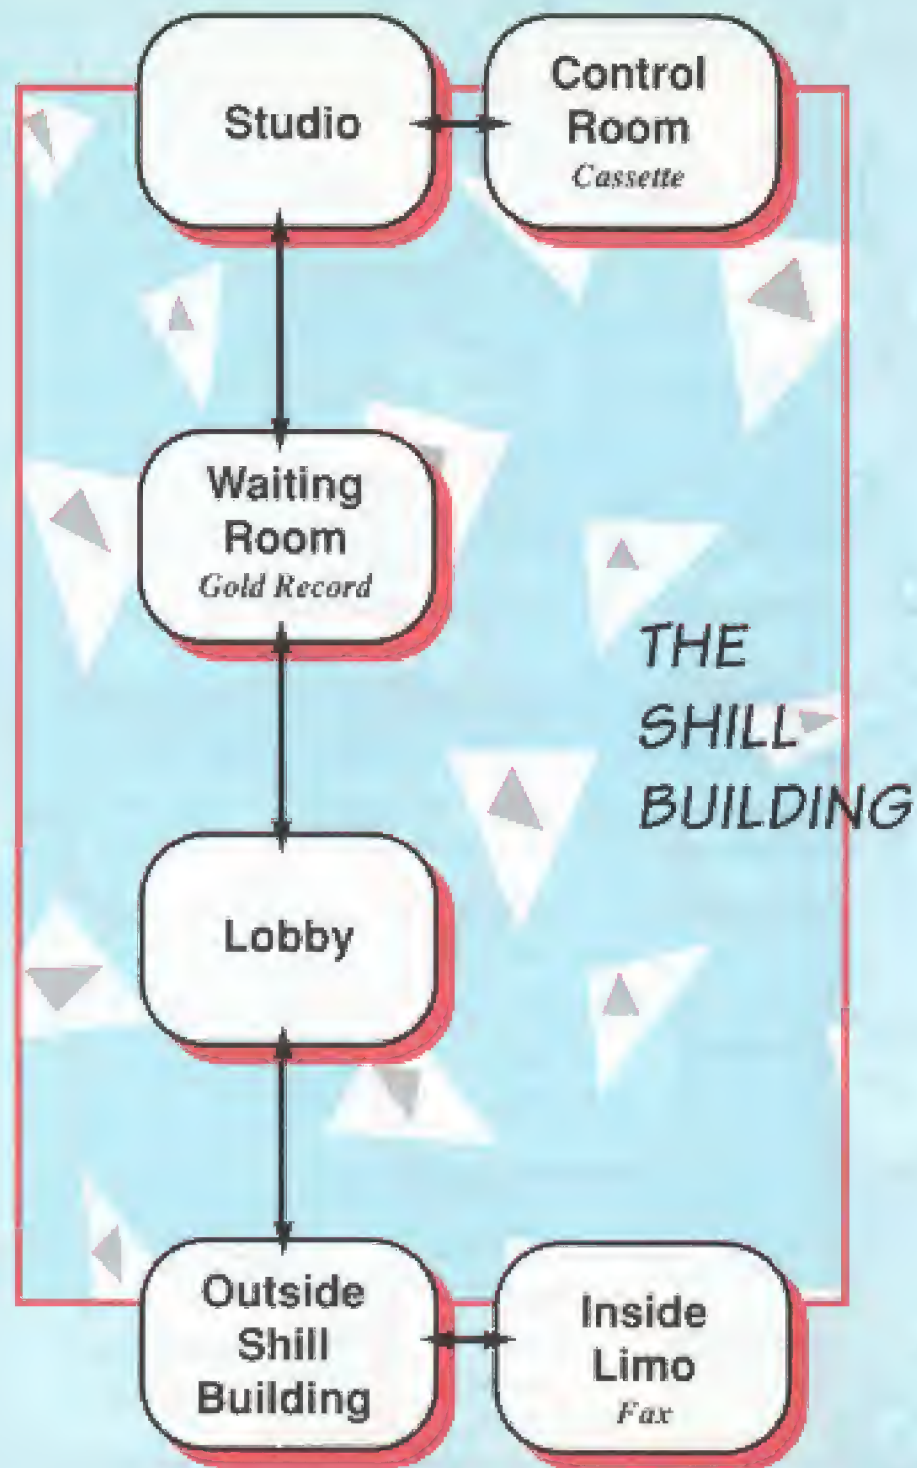 Studio
Control
Room
Cassette
Waiting
Room
Gold Record
THE
SHILL
BUILDING
Lobby
Outside
Shill
Building
Inside
Limo
Fax